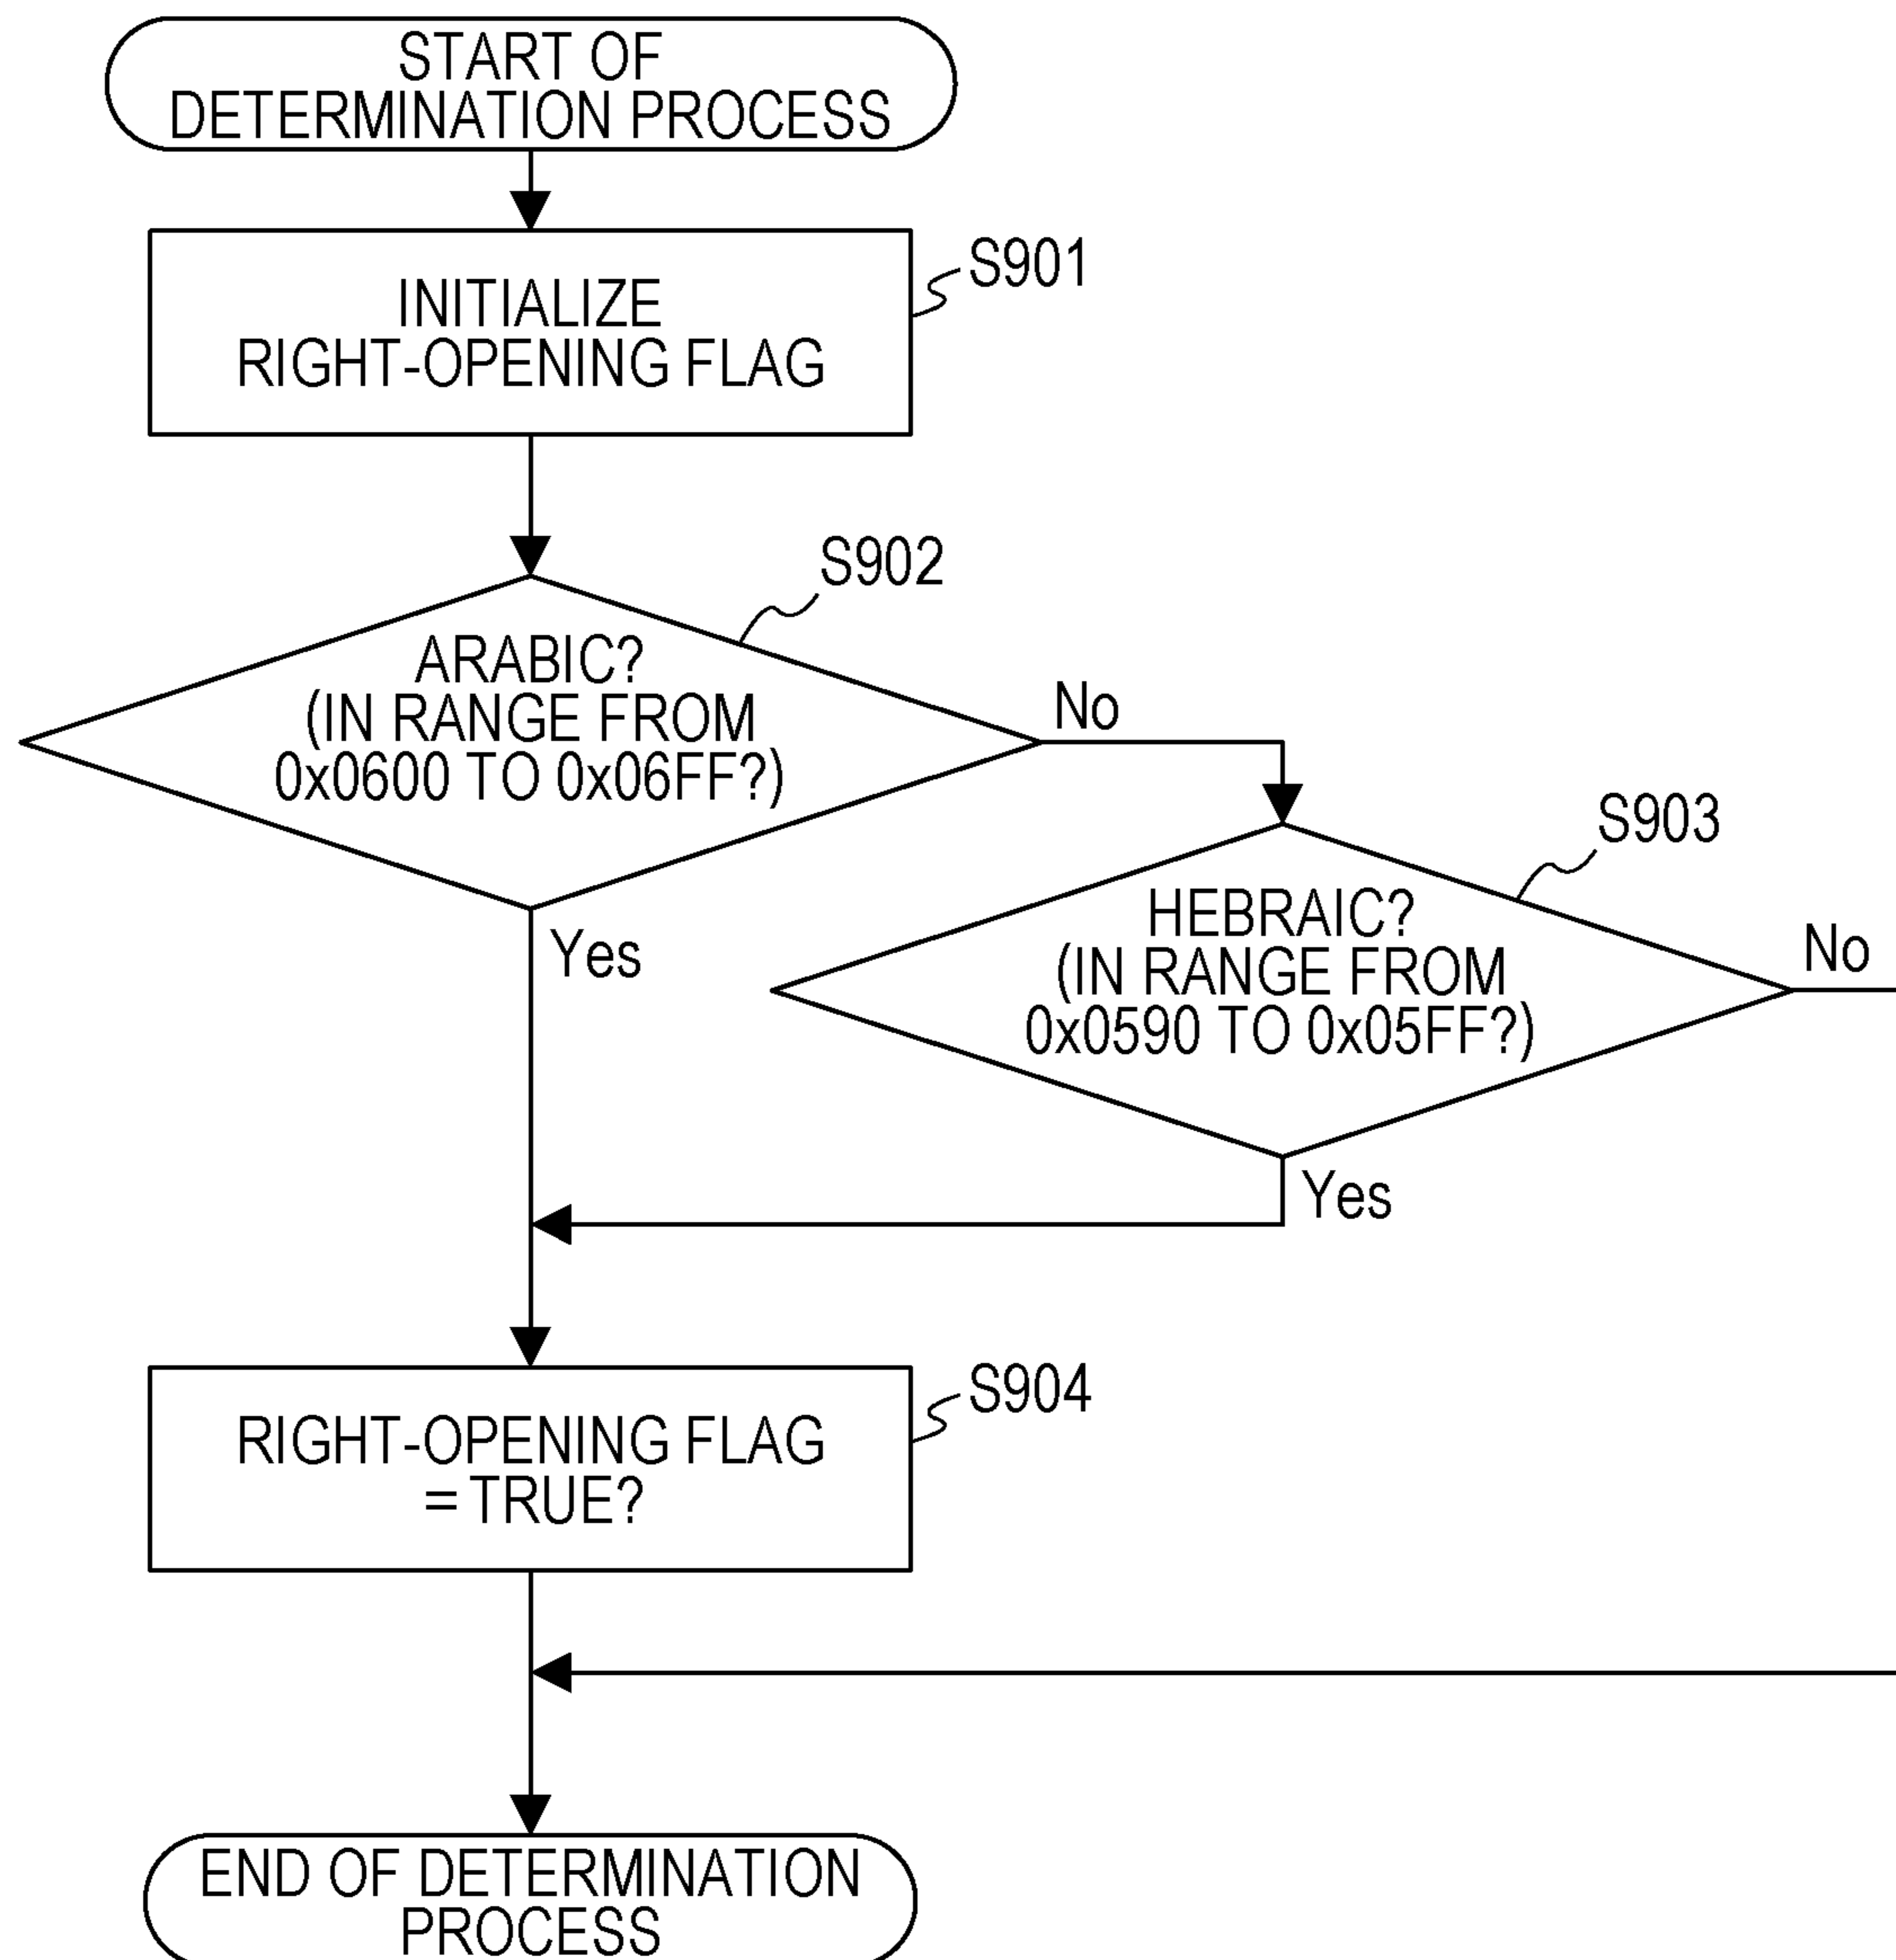 START OF
DETERMINATION PROCESS
INITIALIZE
RIGHT-OPENING FLAG
S901
S902
ARABIC?
(IN RANGE FROM
0x0600 TO 0x06FF?)
No
Yes
S903
HEBRAIC?
(IN RANGE FROM
0x0590 TO 0x05FF?)
No
Yes
RIGHT-OPENING FLAG
= TRUE?
S904
END OF DETERMINATION
PROCESS